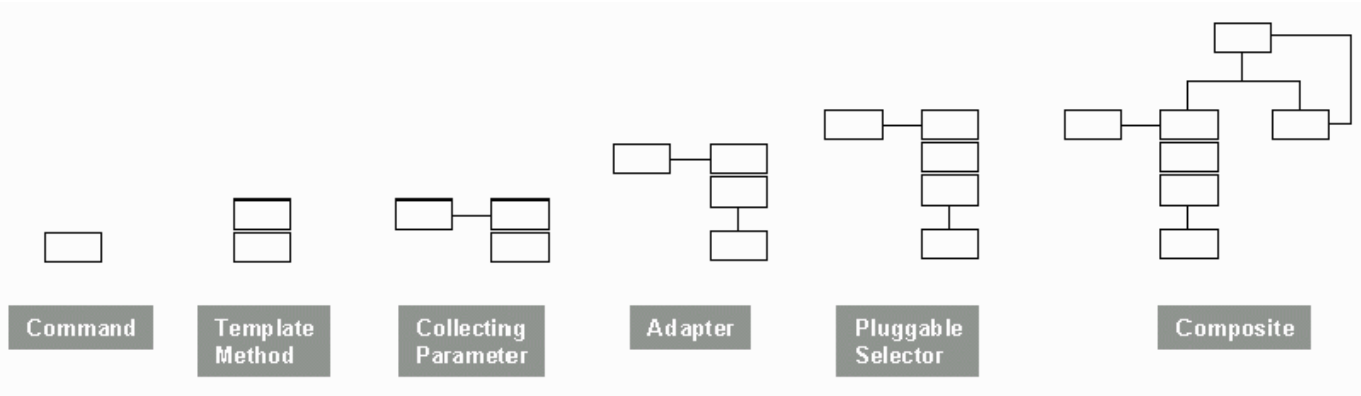 Command
Template
Method
Collecting
Parameter
Adapter
Pluggable
Selector
Composite